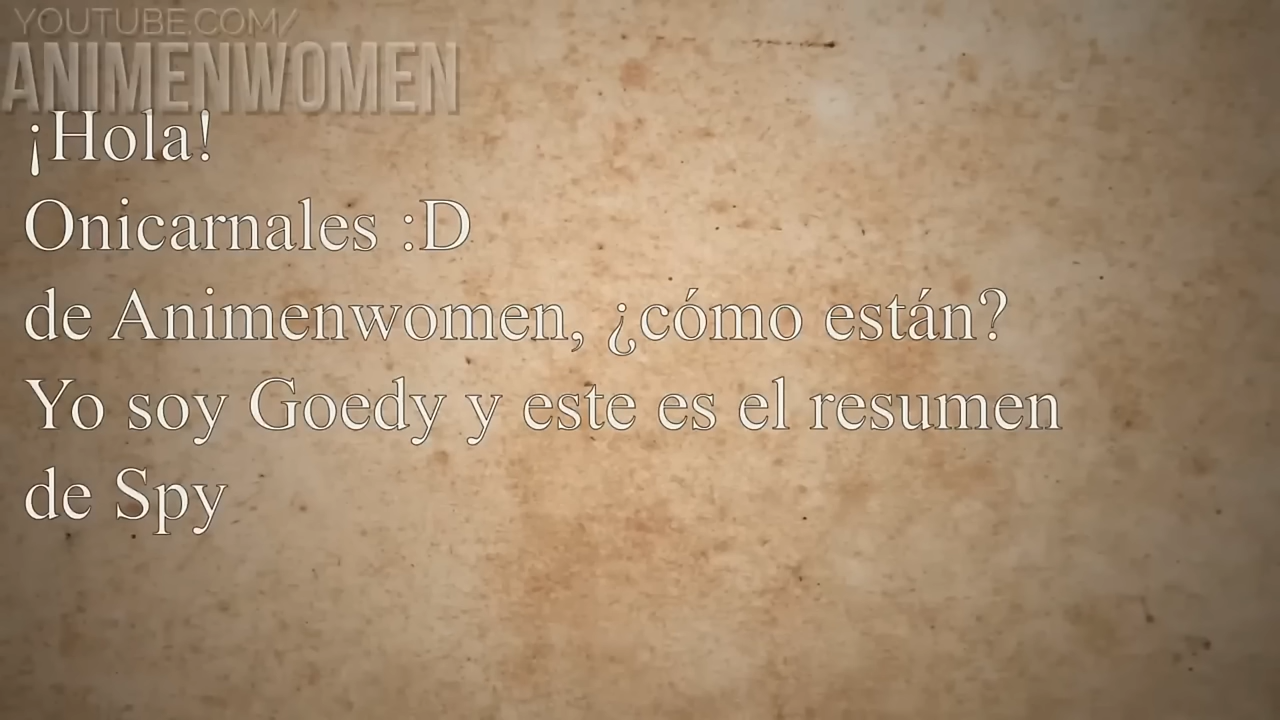 YOUTUBE.COM/
ANIMENWOMEN
¡Hola!
Onicarnales :D
de Animenwomen, ¿cómo están?
Yo soy Goedy y este es el resumen
de Spy